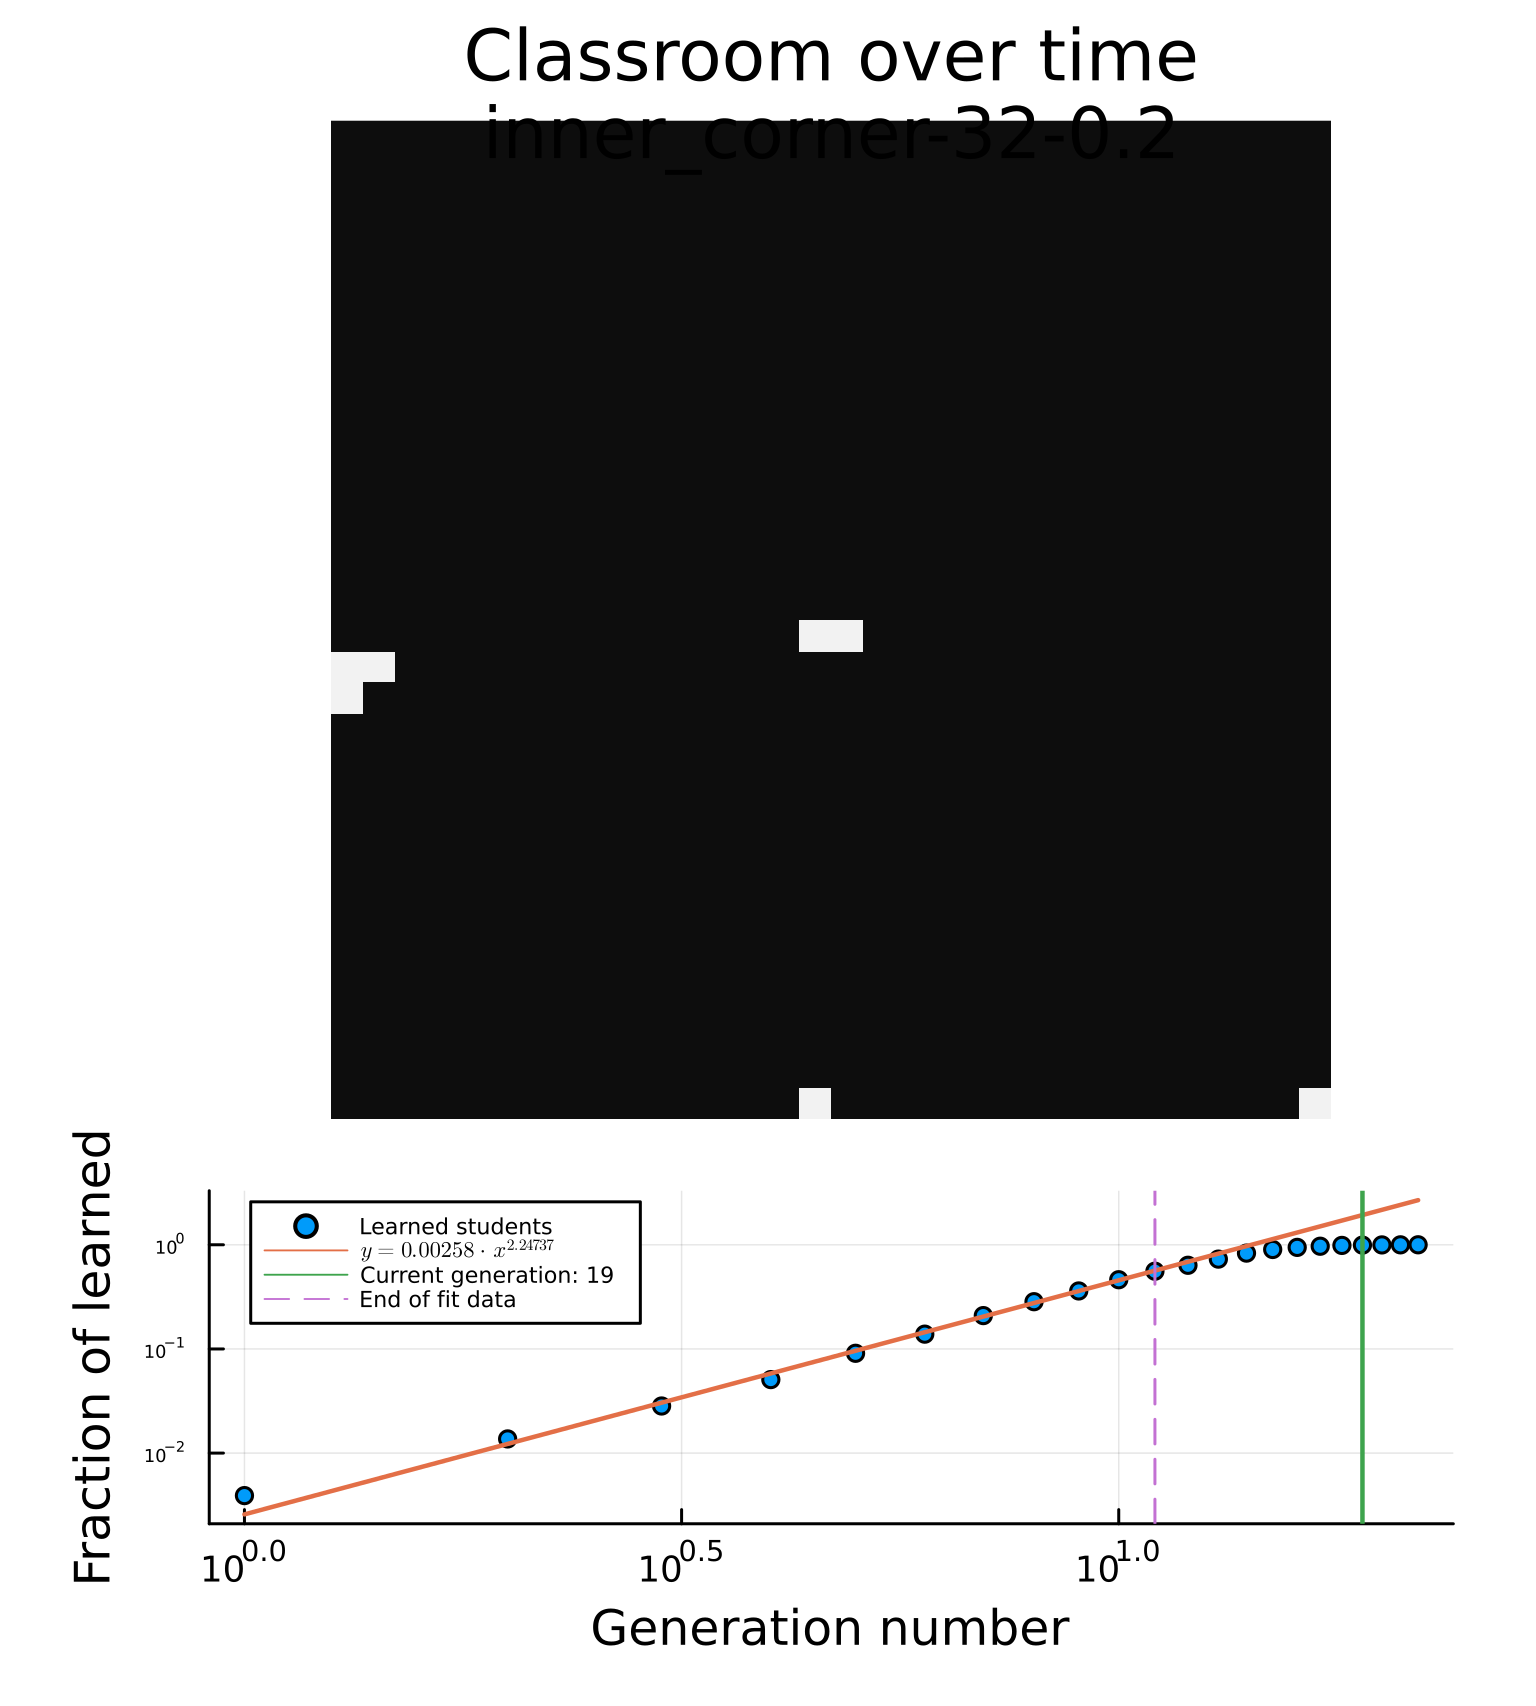 Classroom over time
inner_corner-32-0.2
Fraction of learned
10⁰
10⁻¹
10⁻²
Learned students
y = 0.00258 · x^2.24737
Current generation: 19
End of fit data
10^0.0
10^0.5
10^1.0
Generation number